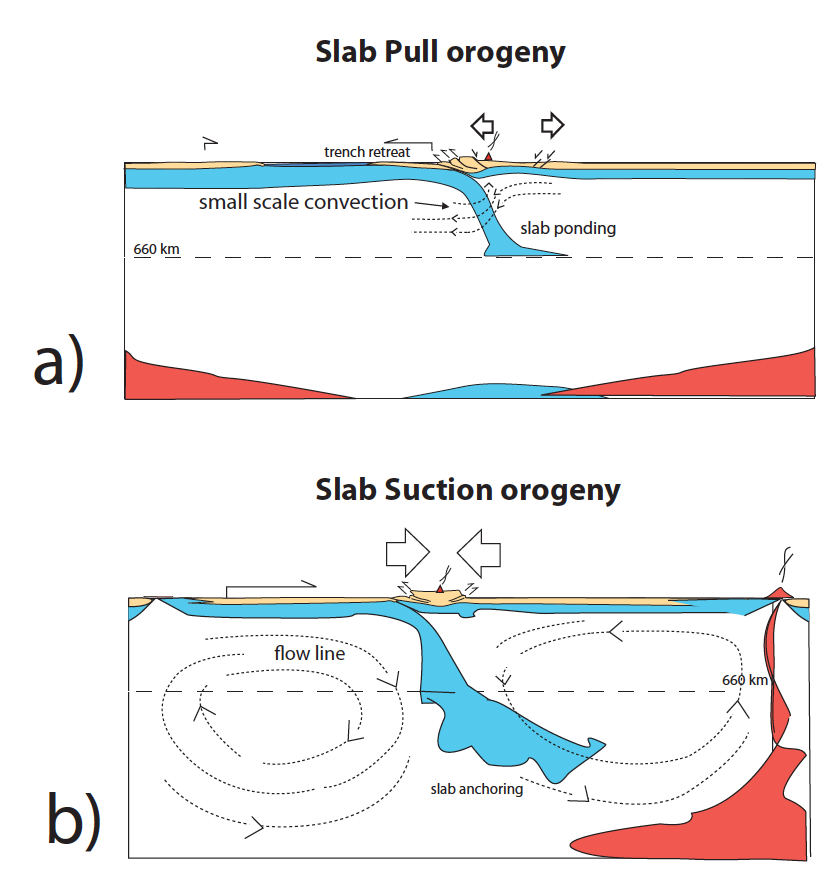 Slab Pull orogeny
trench retreat
small scale convection
slab ponding
660 km
a)
Slab Suction orogeny
flow line
660 km
slab anchoring
b)